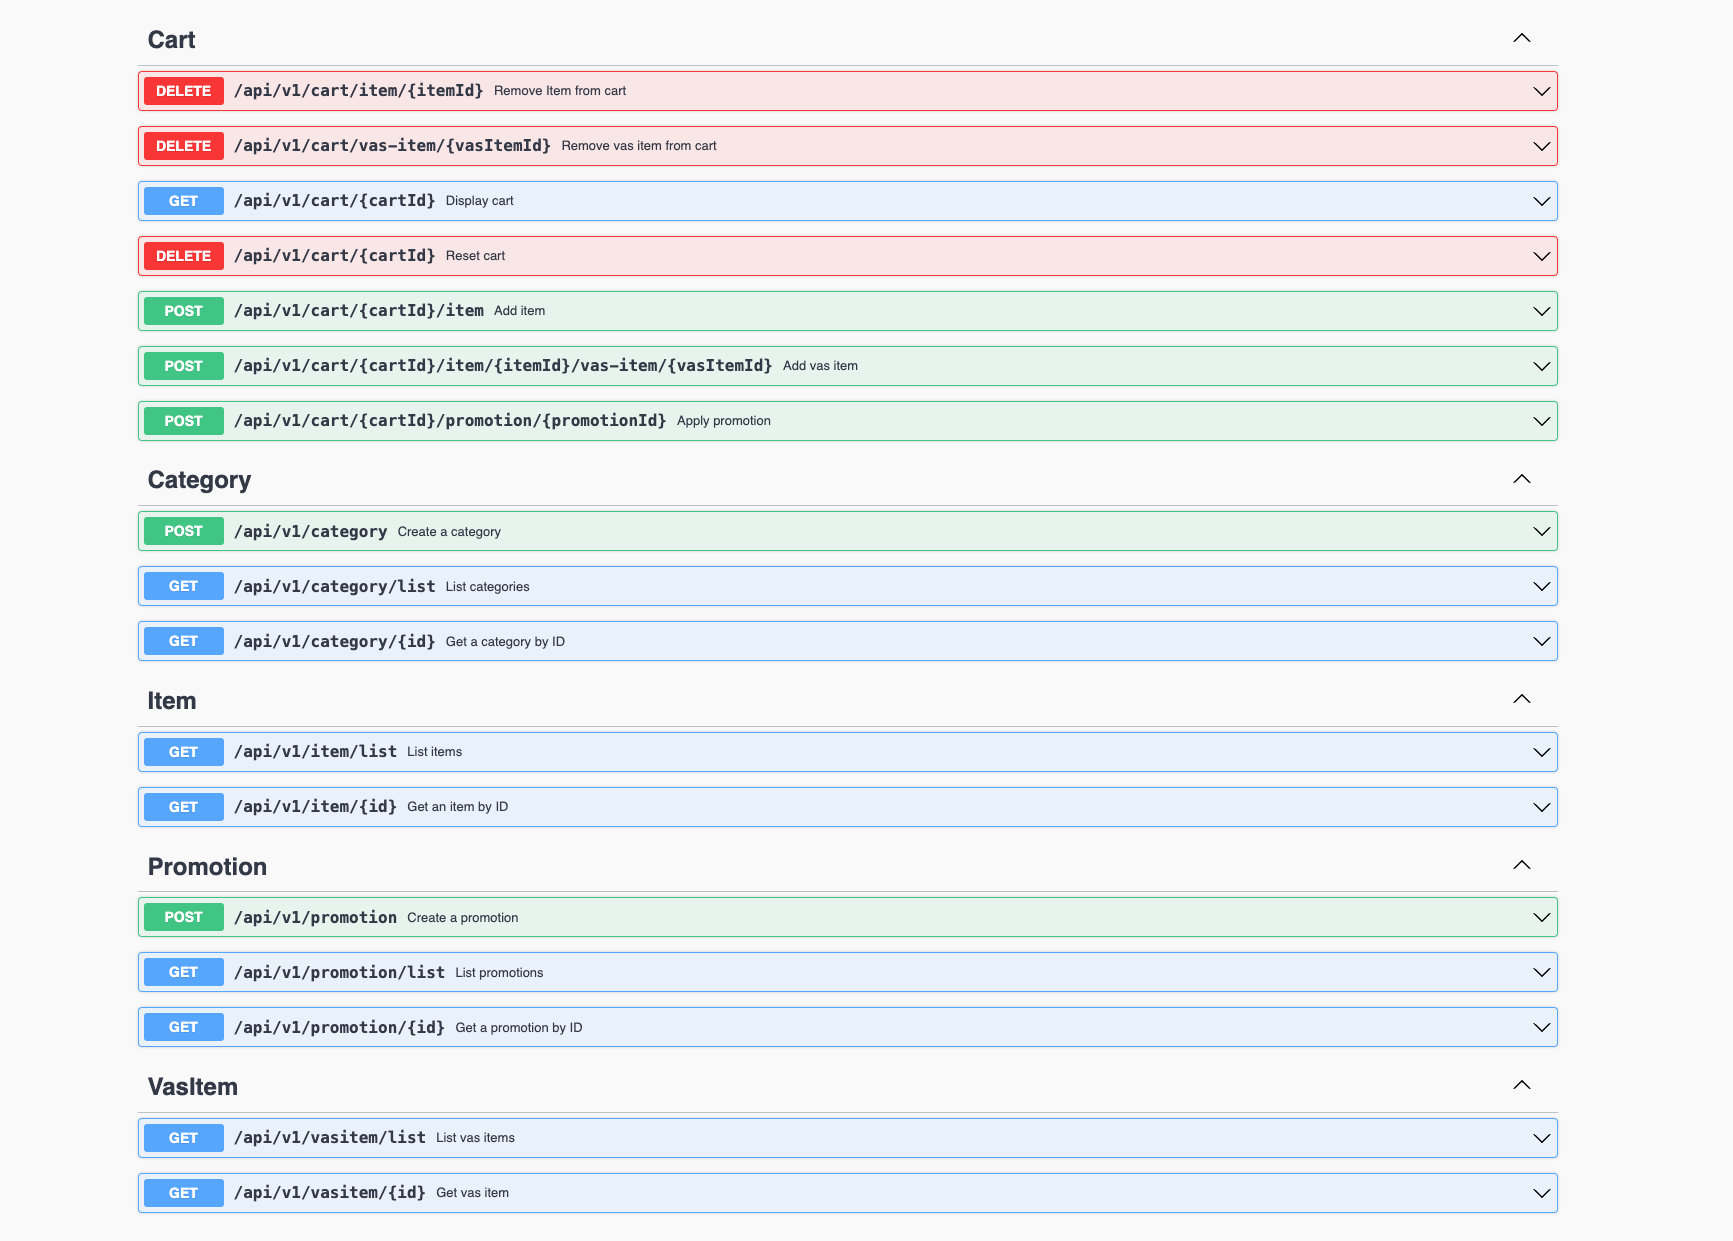 Cart
DELETE /api/v1/cart/item/{itemId} Remove Item from cart
DELETE /api/v1/cart/vas-item/{vasItemId} Remove vas item from cart
GET /api/v1/cart/{cartId} Display cart
DELETE /api/v1/cart/{cartId} Reset cart
POST /api/v1/cart/{cartId}/item Add item
POST /api/v1/cart/{cartId}/item/{itemId}/vas-item/{vasItemId} Add vas item
POST /api/v1/cart/{cartId}/promotion/{promotionId} Apply promotion
Category
POST /api/v1/category Create a category
GET /api/v1/category/list List categories
GET /api/v1/category/{id} Get a category by ID
Item
GET /api/v1/item/list List items
GET /api/v1/item/{id} Get an item by ID
Promotion
POST /api/v1/promotion Create a promotion
GET /api/v1/promotion/list List promotions
GET /api/v1/promotion/{id} Get a promotion by ID
VasItem
GET /api/v1/vasitem/list List vas items
GET /api/v1/vasitem/{id} Get vas item